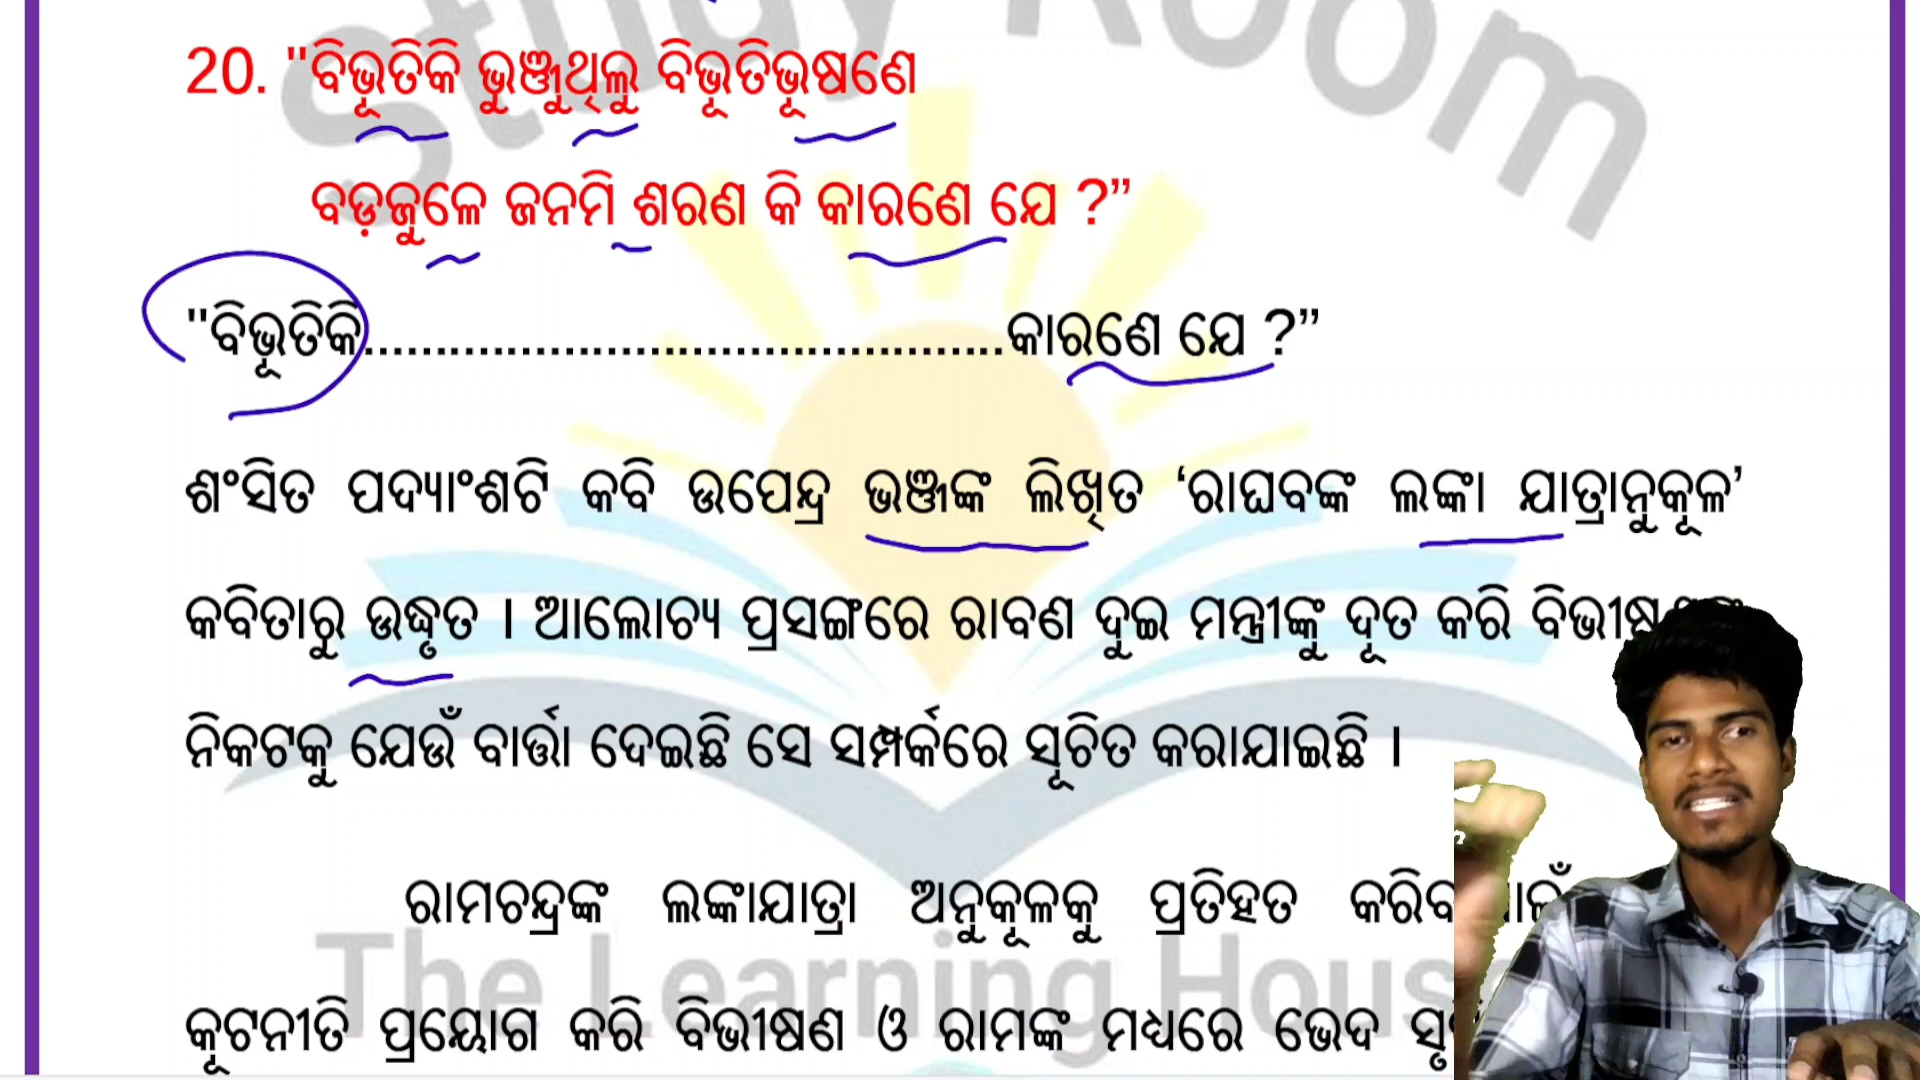 Study Room
20. "ବିଭୂତିକି ଭୁଞ୍ଜୁଥିଲୁ ବିଭୂତିଭୂଷଣେ
ବଡ଼ଜୁଳେ ଜନମି ଶରଣ କି କାରଣେ ଯେ ?”
"ବିଭୂତିକି.............................................କାରଣେ ଯେ ?”
ଶଂସିତ ପଦ୍ୟାଂଶଟି କବି ଉପେନ୍ଦ୍ର ଭଞ୍ଜଙ୍କ ଲିଖିତ ‘ରାଘବଙ୍କ ଲଙ୍କା ଯାତ୍ରାନୁକୂଳ’
କବିତାରୁ ଉଦ୍ଧୃତ । ଆଲୋଚ୍ୟ ପ୍ରସଙ୍ଗରେ ରାବଣ ଦୁଇ ମନ୍ତ୍ରୀଙ୍କୁ ଦୂତ କରି
ନିକଟକୁ ଯେଉଁ ବାର୍ତ୍ତା ଦେଇଛି ସେ ସମ୍ପର୍କରେ ସୂଚିତ କରାଯାଇଛି ।
ରାମଚନ୍ଦ୍ରଙ୍କ ଲଙ୍କାଯାତ୍ରା ଅନୁକୂଳକୁ ପ୍ରତିହତ
The Learning House
କୂଟନୀତି ପ୍ରୟୋଗ କରି ବିଭୀଷଣ ଓ ରାମଙ୍କ ମଧ୍ୟରେ ଭେଦ